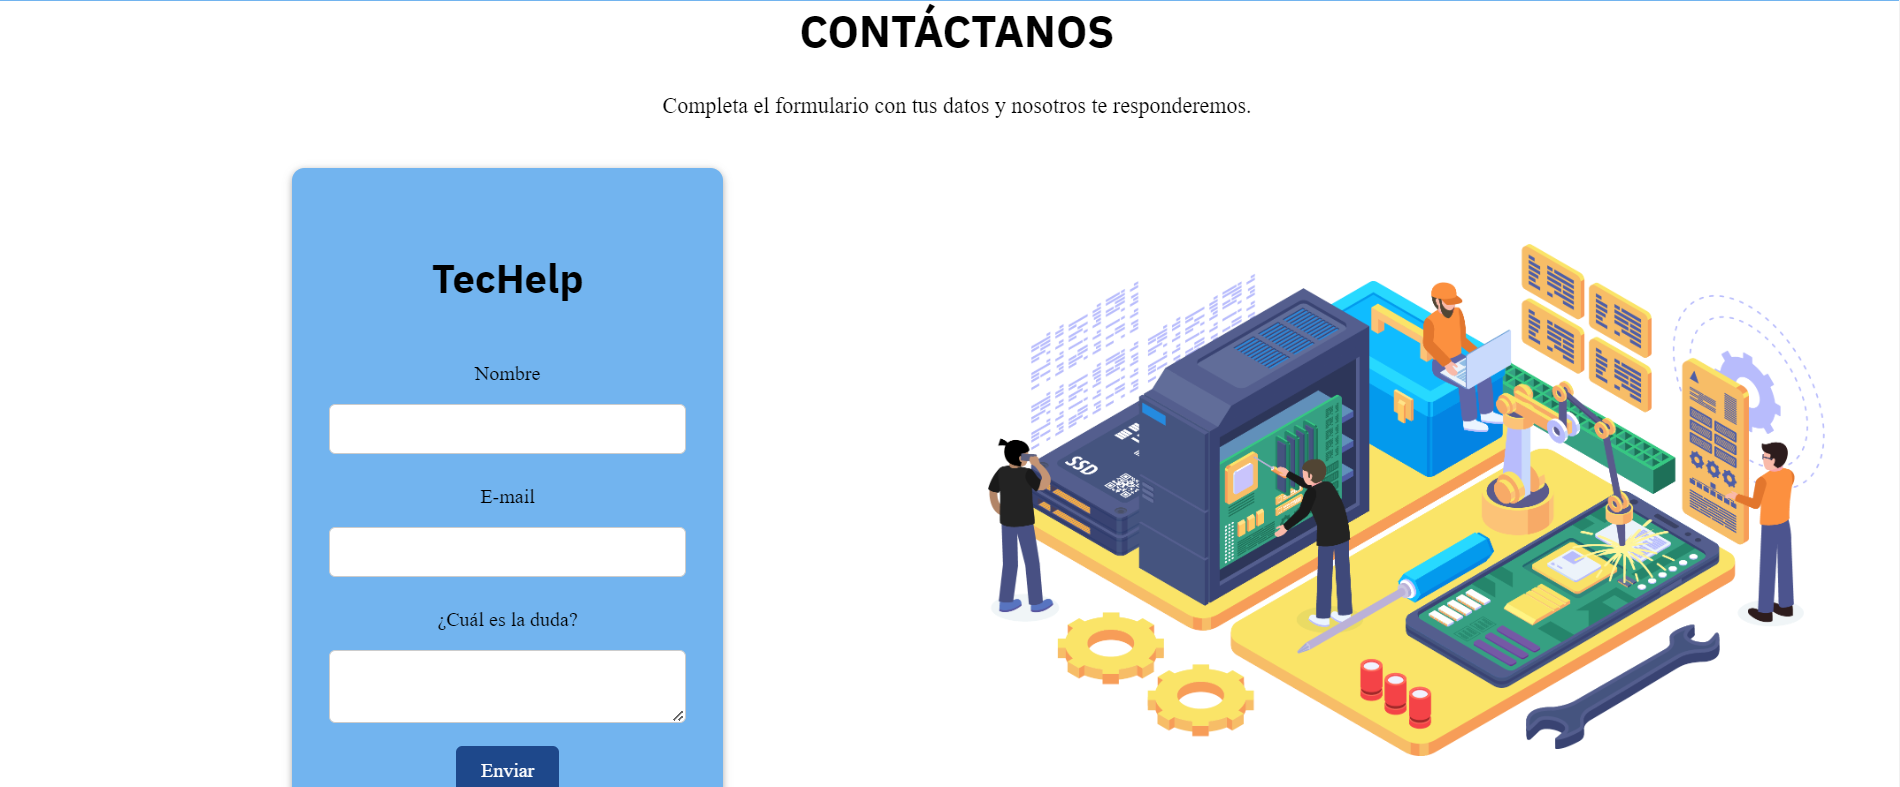 CONTÁCTANOS
Completa el formulario con tus datos y nosotros te responderemos.
TecHelp
Nombre
E-mail
¿Cuál es la duda?
Enviar
SSD